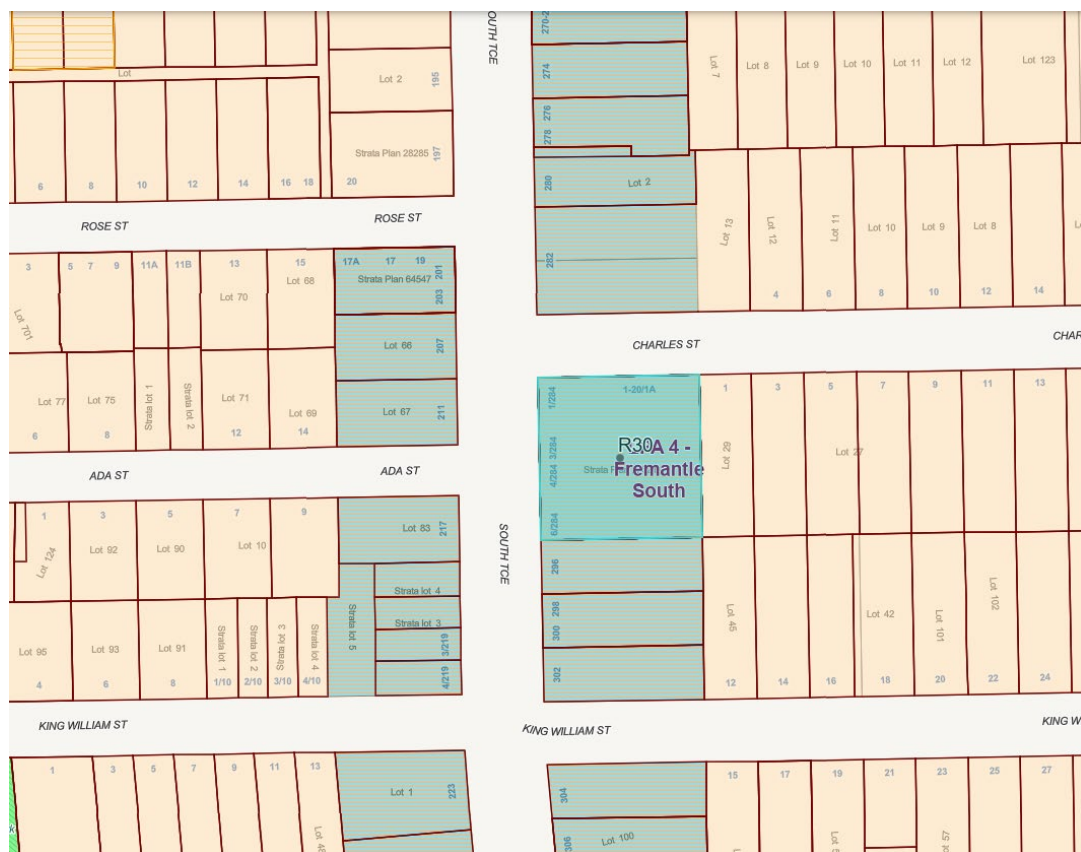 OUTH TCE
270-2
274
276
278
280
Lot 2
282
Lot
Lot 2
195
Strata Plan 28285
197
6
8
10
12
14
16
18
20
Lot 7
Lot 8
Lot 9
Lot 10
Lot 11
Lot 12
Lot 123
Lot 13
Lot 12
Lot 11
Lot 10
Lot 9
Lot 8
4
6
8
10
12
14
ROSE ST
ROSE ST
3
5
7
9
11A
11B
13
15
17A
17
19
201
203
Lot 701
Lot 70
Lot 68
Strata Plan 64547
Lot 66
207
Lot 67
211
Lot 77
Lot 75
Strata lot 1
Strata lot 2
Lot 71
Lot 69
6
8
12
14
CHARLES ST
CHAR
1/284
3/284
4/284
6/284
1-20/1A
R30
Fremantle
South
1
3
5
7
9
11
13
Lot 29
Lot 27
ADA ST
ADA ST
SOUTH TCE
1
3
5
7
9
Lot 124
Lot 92
Lot 90
Lot 10
Lot 83
217
Strata lot 4
Strata lot 3
Strata lot 5
3/219
4/219
Lot 95
Lot 93
Lot 91
Strata lot 1
Strata lot 2
Strata lot 3
Strata lot 4
4
6
8
1/10
2/10
3/10
4/10
296
298
300
302
Lot 45
Lot 42
Lot 101
Lot 102
12
14
16
18
20
22
24
KING WILLIAM ST
KING WILLIAM ST
KING W
1
3
5
7
9
11
13
Lot 1
223
304
306
Lot 100
15
17
19
21
23
25
27